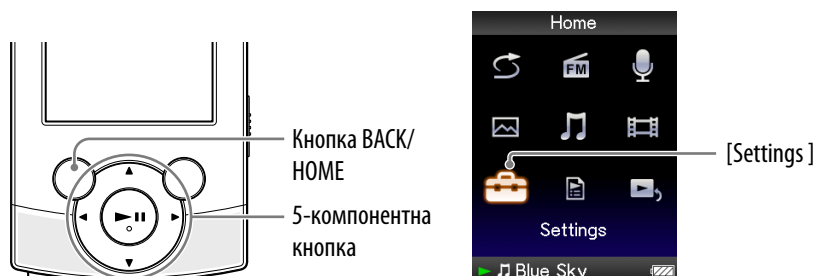 Кнопка BACK/
HOME
5-компонентна
кнопка
Home
FM
[Settings ]
Settings
Blue Sky